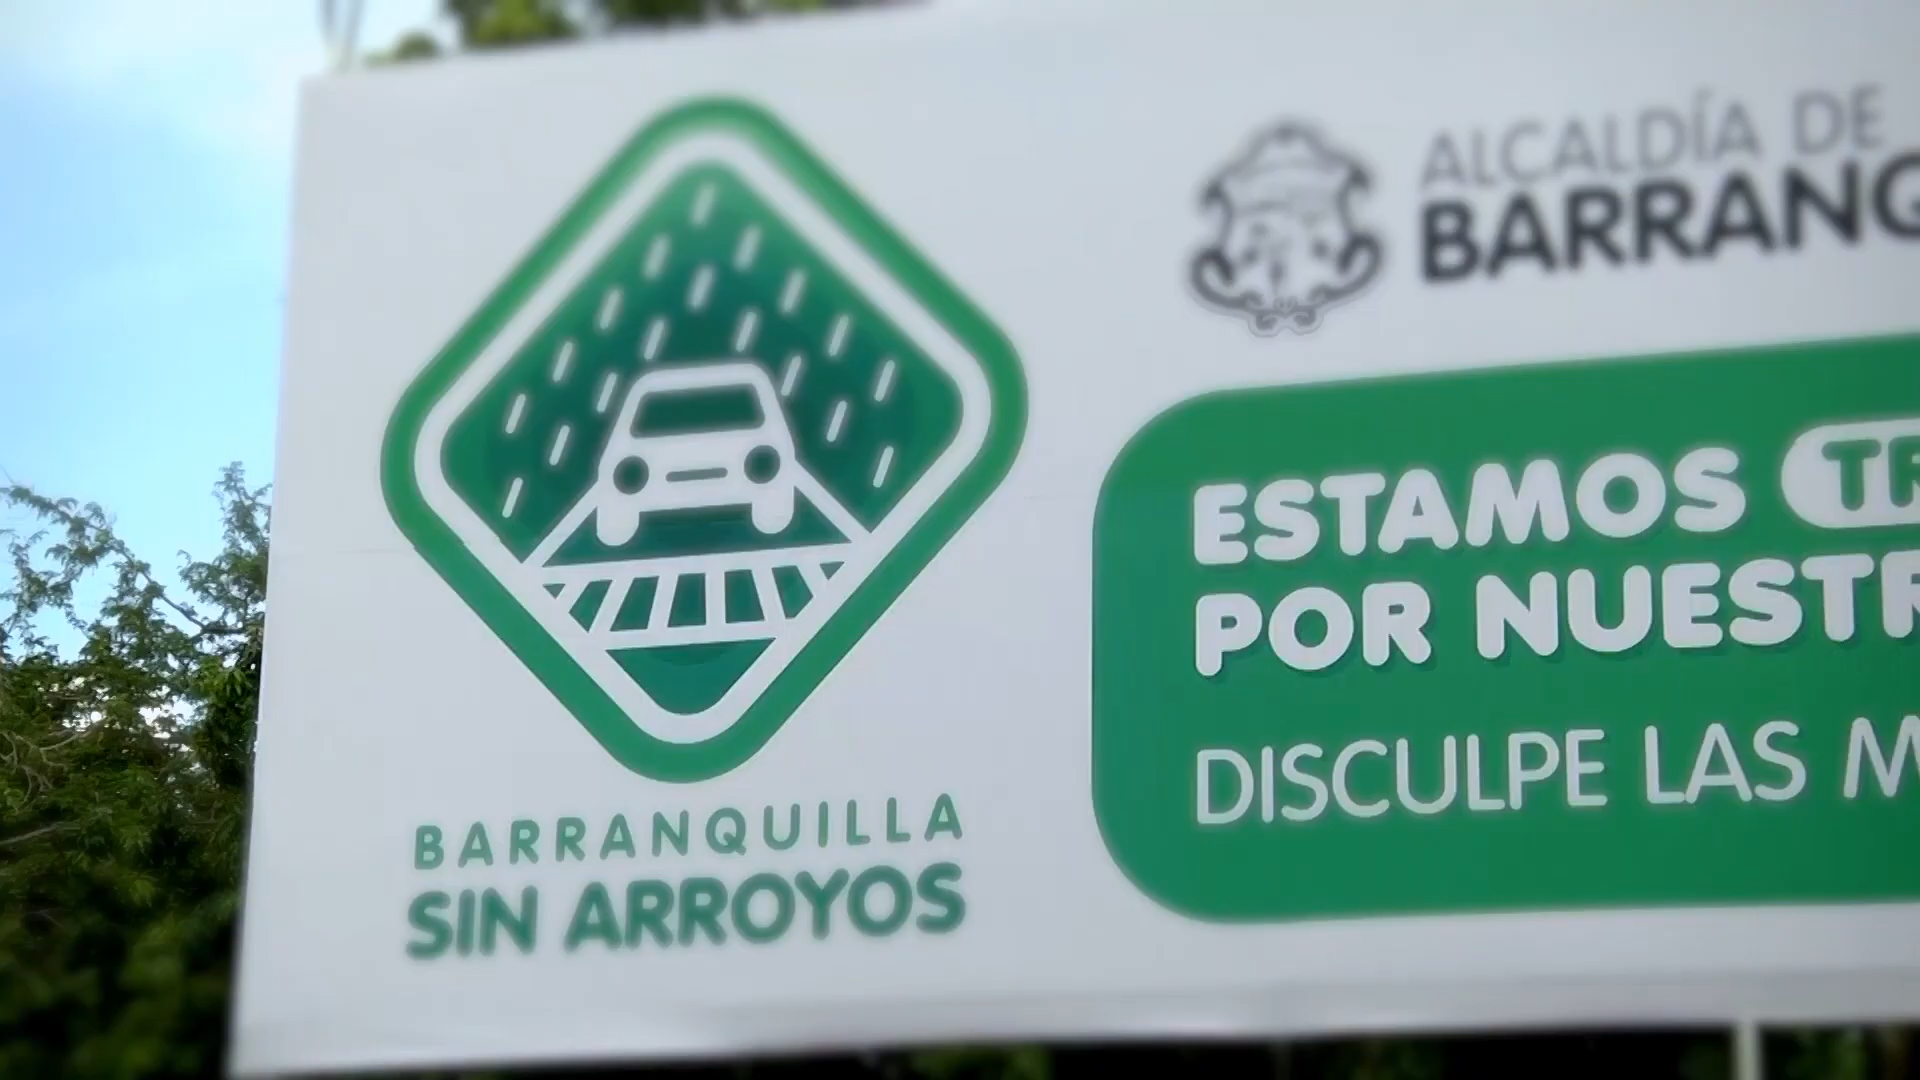 ALCALDÍA DE
BARRANQ
ESTAMOS TR
POR NUESTR
DISCULPE LAS M
BARRANQUILLA
SIN ARROYOS